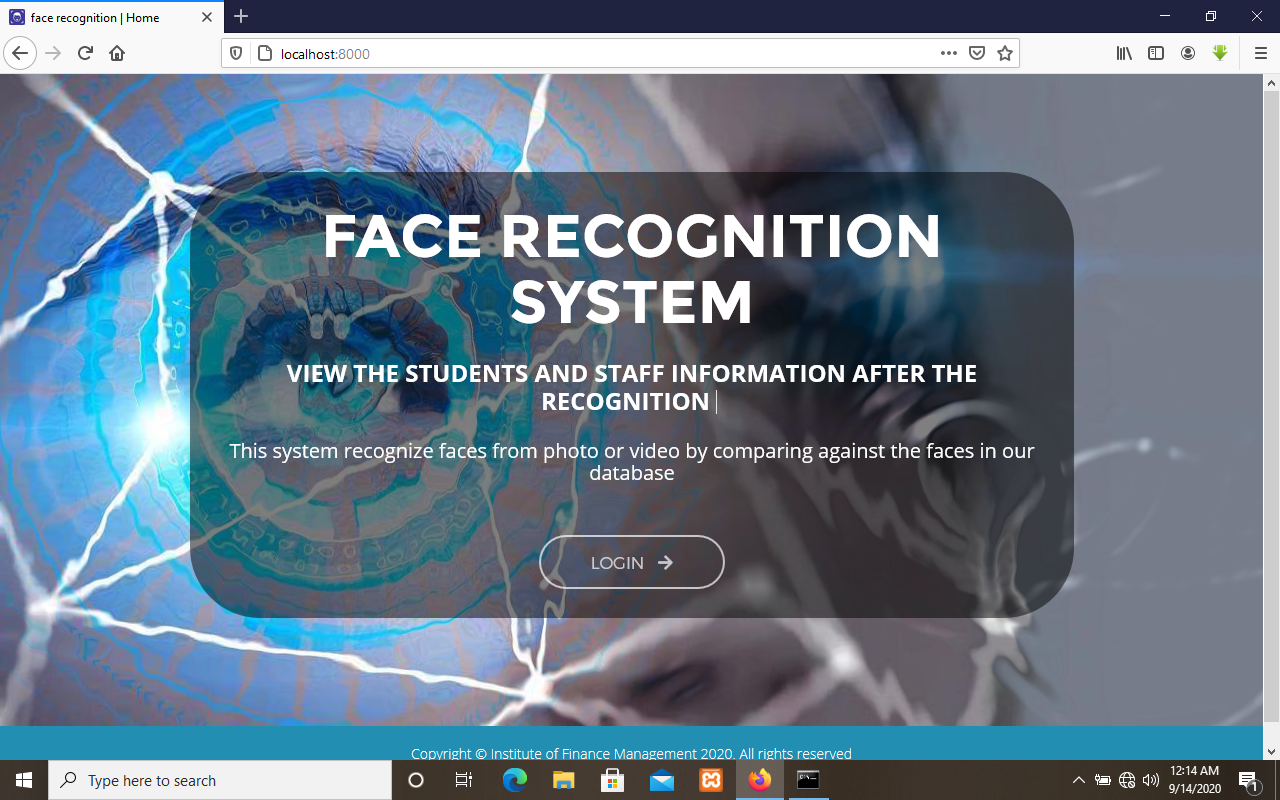 face recognition | Home
localhost:8000
FACE RECOGNITION
SYSTEM
VIEW THE STUDENTS AND STAFF INFORMATION AFTER THE
RECOGNITION
This system recognize faces from photo or video by comparing against the faces in our
database
LOGIN
Copyright © Institute of Finance Management 2020. All rights reserved
Type here to search
12:14 AM
9/14/2020
1